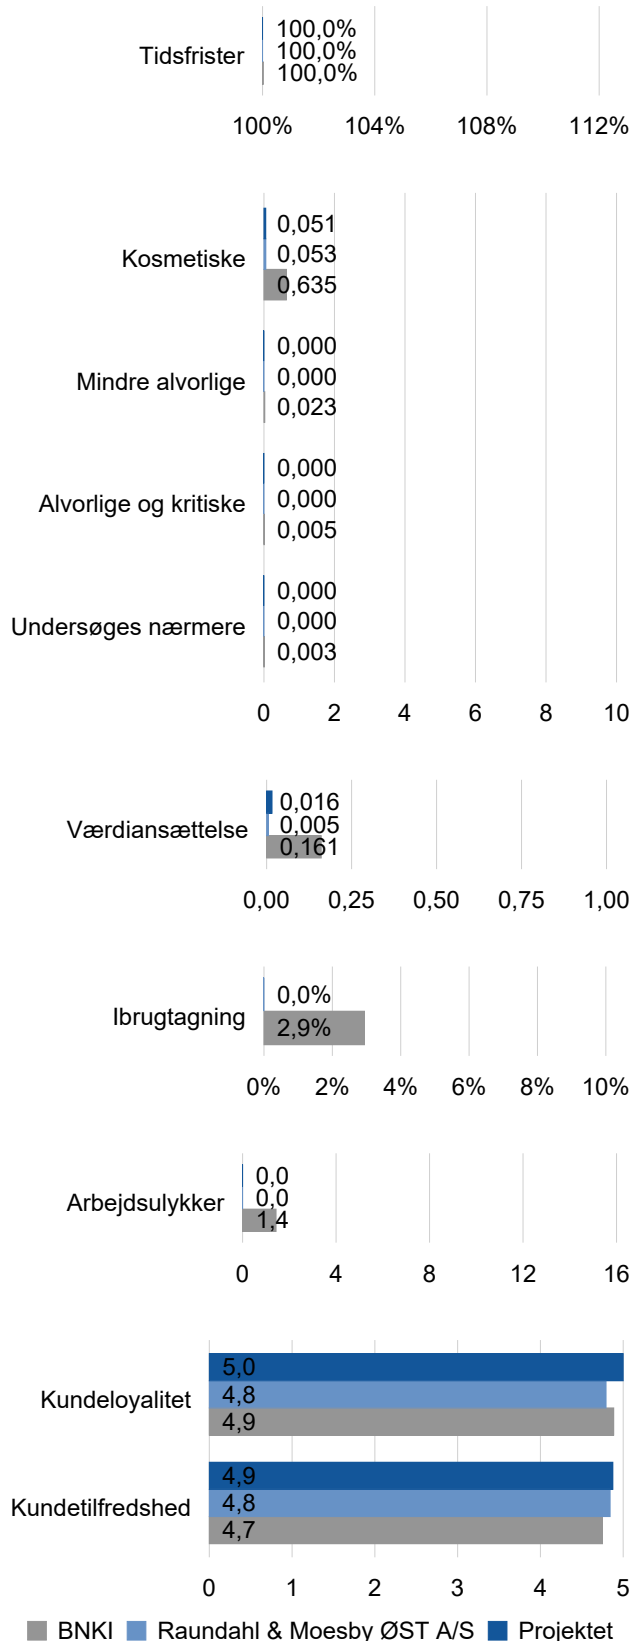 100,0%
Tidsfrister 100,0%
100,0%
100% 104% 108% 112%
0,051
Kosmetiske 0,053
0,635
0,000
Mindre alvorlige 0,000
0,023
0,000
Alvorlige og kritiske 0,000
0,005
0,000
Undersøges nærmere 0,000
0,003
0 2 4 6 8 10
0,016
Værdiansættelse 0,005
0,161
0,00 0,25 0,50 0,75 1,00
0,0%
Ibrugtagning
2,9%
0% 2% 4% 6% 8% 10%
0,0
Arbejdsulykker 0,0
1,4
0 4 8 12 16
5,0
Kundeloyalitet 4,8
4,9
4,9
Kundetilfredshed 4,8
4,7
0 1 2 3 4 5
BNKI Raundahl & Moesby ØST A/S Projektet